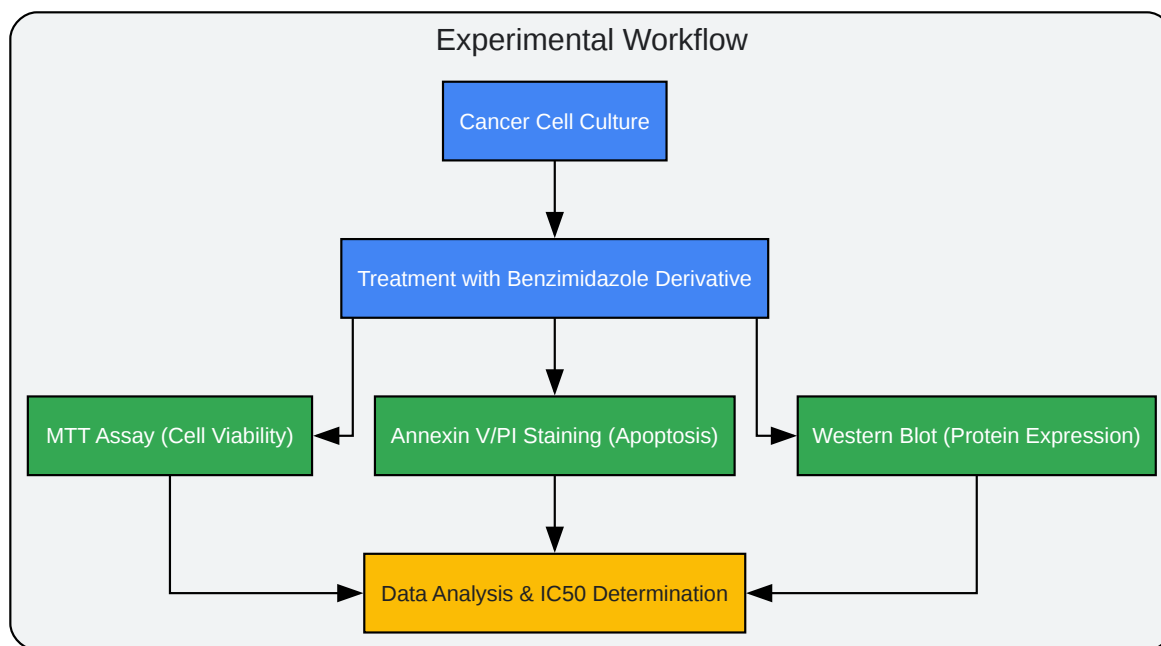 Experimental Workflow
Cancer Cell Culture
Treatment with Benzimidazole Derivative
MTT Assay (Cell Viability)
Annexin V/PI Staining (Apoptosis)
Western Blot (Protein Expression)
Data Analysis & IC50 Determination